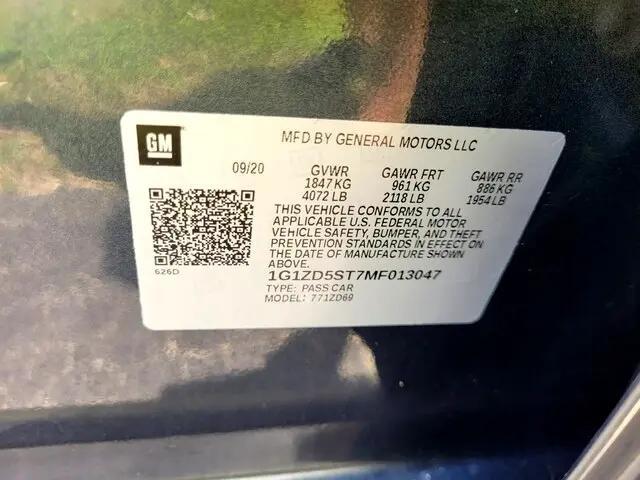 GM
MFD BY GENERAL MOTORS LLC
09/20 GVWR GAWR FRT GAWR RR
1847 KG 961 KG 886 KG
4072 LB 2118 LB 1954 LB
THIS VEHICLE CONFORMS TO ALL
APPLICABLE U.S. FEDERAL MOTOR
VEHICLE SAFETY, BUMPER, AND THEFT
PREVENTION STANDARDS IN EFFECT ON
THE DATE OF MANUFACTURE SHOWN
ABOVE.
626D
1G1ZD5ST7MF013047
TYPE: PASS CAR
MODEL: 771ZD69